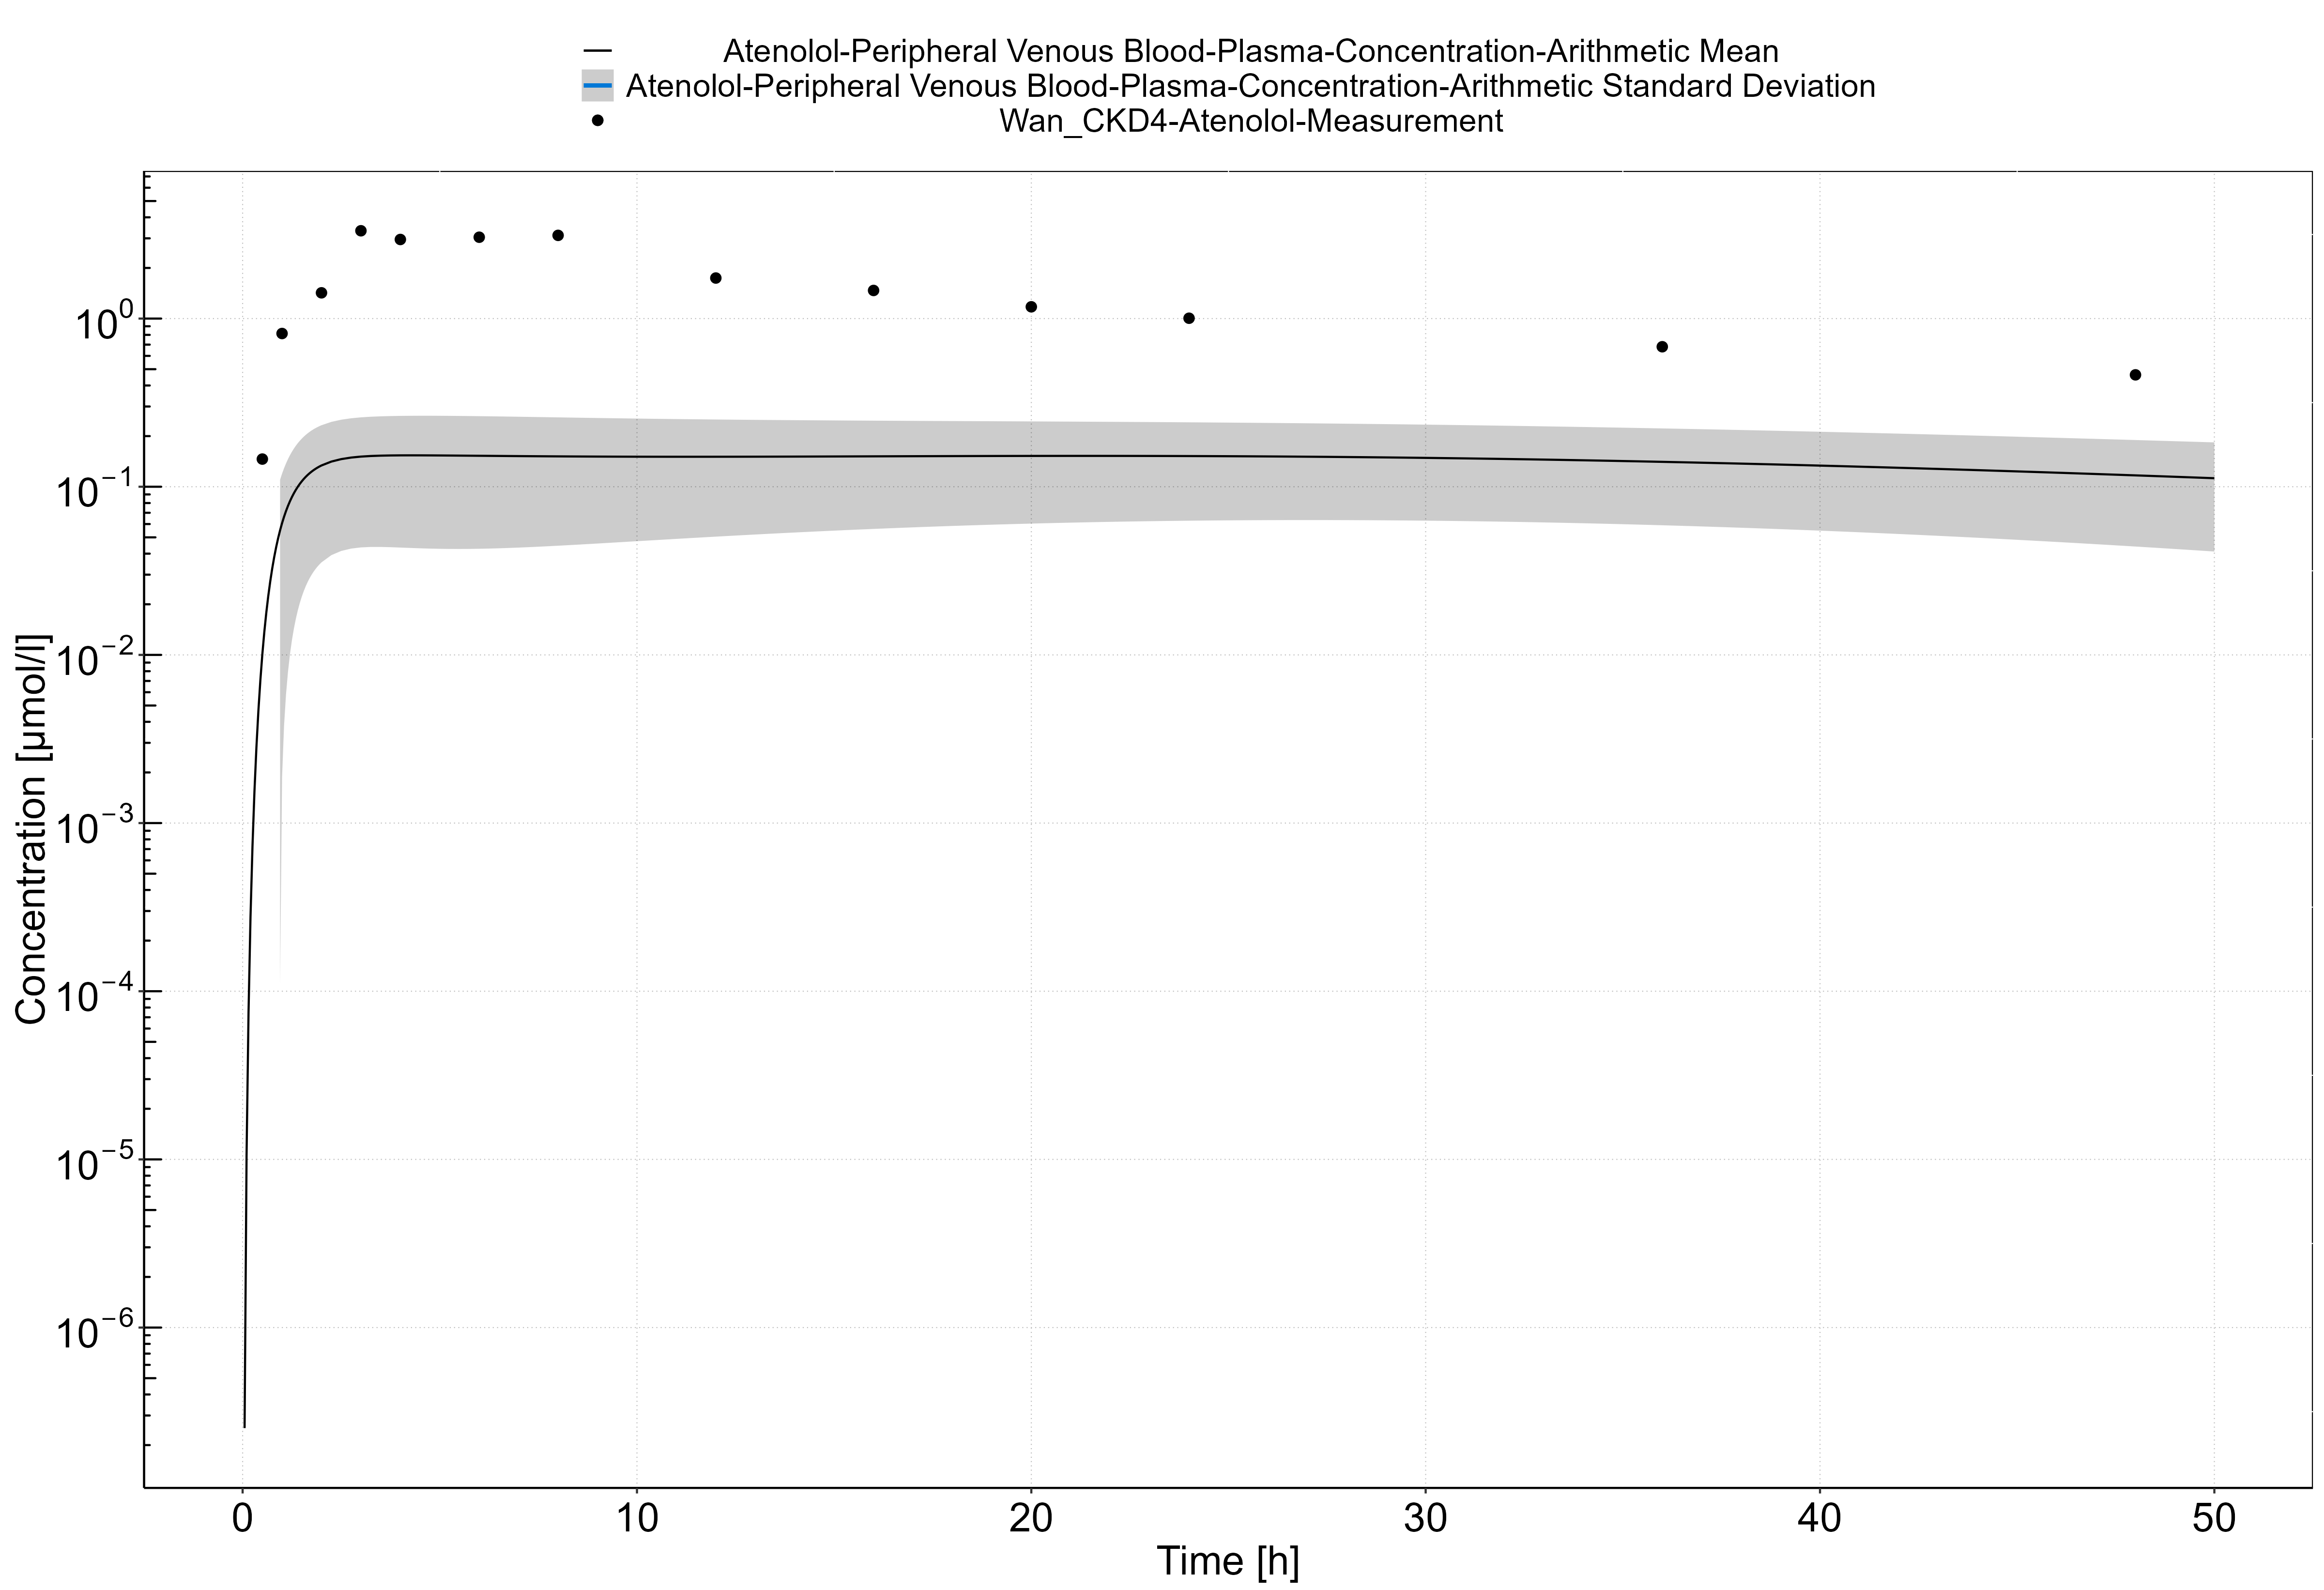 Atenolol-Peripheral Venous Blood-Plasma-Concentration-Arithmetic Mean
Atenolol-Peripheral Venous Blood-Plasma-Concentration-Arithmetic Standard Deviation
Wan_CKD4-Atenolol-Measurement
Concentration [µmol/l]
10⁰
10⁻¹
10⁻²
10⁻³
10⁻⁴
10⁻⁵
10⁻⁶
0 10 20 30 40 50
Time [h]